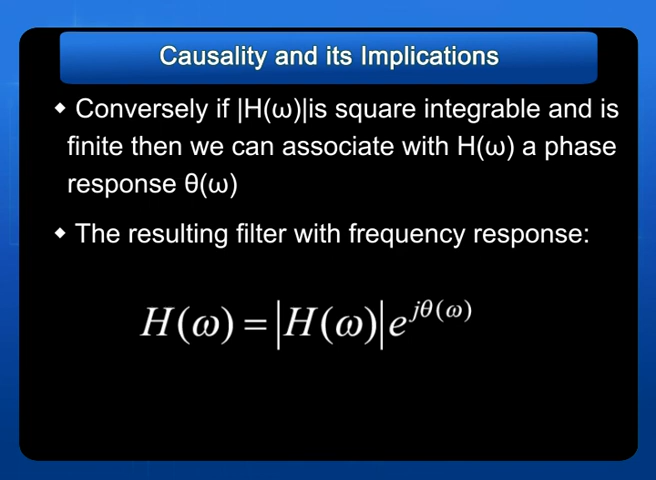 Causality and its Implications
◆ Conversely if |H(ω)|is square integrable and is
finite then we can associate with H(ω) a phase
response θ(ω)
◆ The resulting filter with frequency response:
H(ω) = |H(ω)| e^{jθ(ω)}